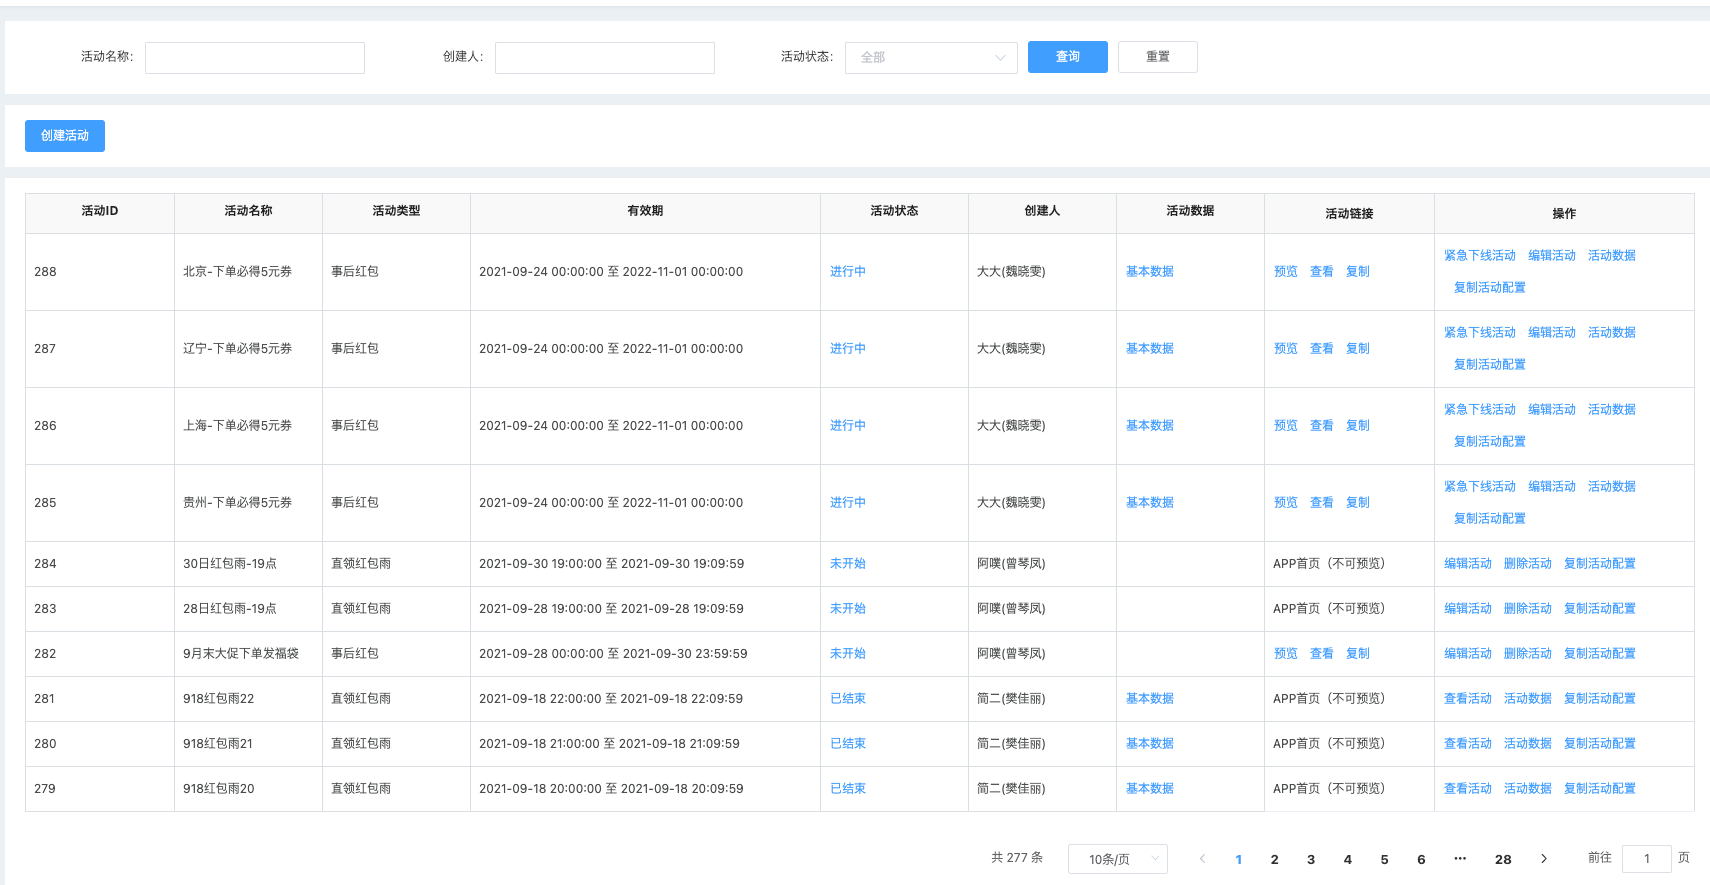 活动名称: 创建人: 活动状态: 全部 查询 重置
创建活动
活动ID 活动名称 活动类型 有效期 活动状态 创建人 活动数据 活动链接 操作
288 北京-下单必得5元券 事后红包 2021-09-24 00:00:00 至 2022-11-01 00:00:00 进行中 大大(魏晓雯) 基本数据 预览 查看 复制 紧急下线活动 编辑活动 活动数据
复制活动配置
287 辽宁-下单必得5元券 事后红包 2021-09-24 00:00:00 至 2022-11-01 00:00:00 进行中 大大(魏晓雯) 基本数据 预览 查看 复制 紧急下线活动 编辑活动 活动数据
复制活动配置
286 上海-下单必得5元券 事后红包 2021-09-24 00:00:00 至 2022-11-01 00:00:00 进行中 大大(魏晓雯) 基本数据 预览 查看 复制 紧急下线活动 编辑活动 活动数据
复制活动配置
285 贵州-下单必得5元券 事后红包 2021-09-24 00:00:00 至 2022-11-01 00:00:00 进行中 大大(魏晓雯) 基本数据 预览 查看 复制 紧急下线活动 编辑活动 活动数据
复制活动配置
284 30日红包雨-19点 直领红包雨 2021-09-30 19:00:00 至 2021-09-30 19:09:59 未开始 阿噗(曾琴凤) APP首页（不可预览） 编辑活动 删除活动 复制活动配置
283 28日红包雨-19点 直领红包雨 2021-09-28 19:00:00 至 2021-09-28 19:09:59 未开始 阿噗(曾琴凤) APP首页（不可预览） 编辑活动 删除活动 复制活动配置
282 9月末大促下单发福袋 事后红包 2021-09-28 00:00:00 至 2021-09-30 23:59:59 未开始 阿噗(曾琴凤) 预览 查看 复制 编辑活动 删除活动 复制活动配置
281 918红包雨22 直领红包雨 2021-09-18 22:00:00 至 2021-09-18 22:09:59 已结束 简二(樊佳丽) 基本数据 APP首页（不可预览） 查看活动 活动数据 复制活动配置
280 918红包雨21 直领红包雨 2021-09-18 21:00:00 至 2021-09-18 21:09:59 已结束 简二(樊佳丽) 基本数据 APP首页（不可预览） 查看活动 活动数据 复制活动配置
279 918红包雨20 直领红包雨 2021-09-18 20:00:00 至 2021-09-18 20:09:59 已结束 简二(樊佳丽) 基本数据 APP首页（不可预览） 查看活动 活动数据 复制活动配置
共 277 条 10条/页 1 2 3 4 5 6 ··· 28 前往 1 页